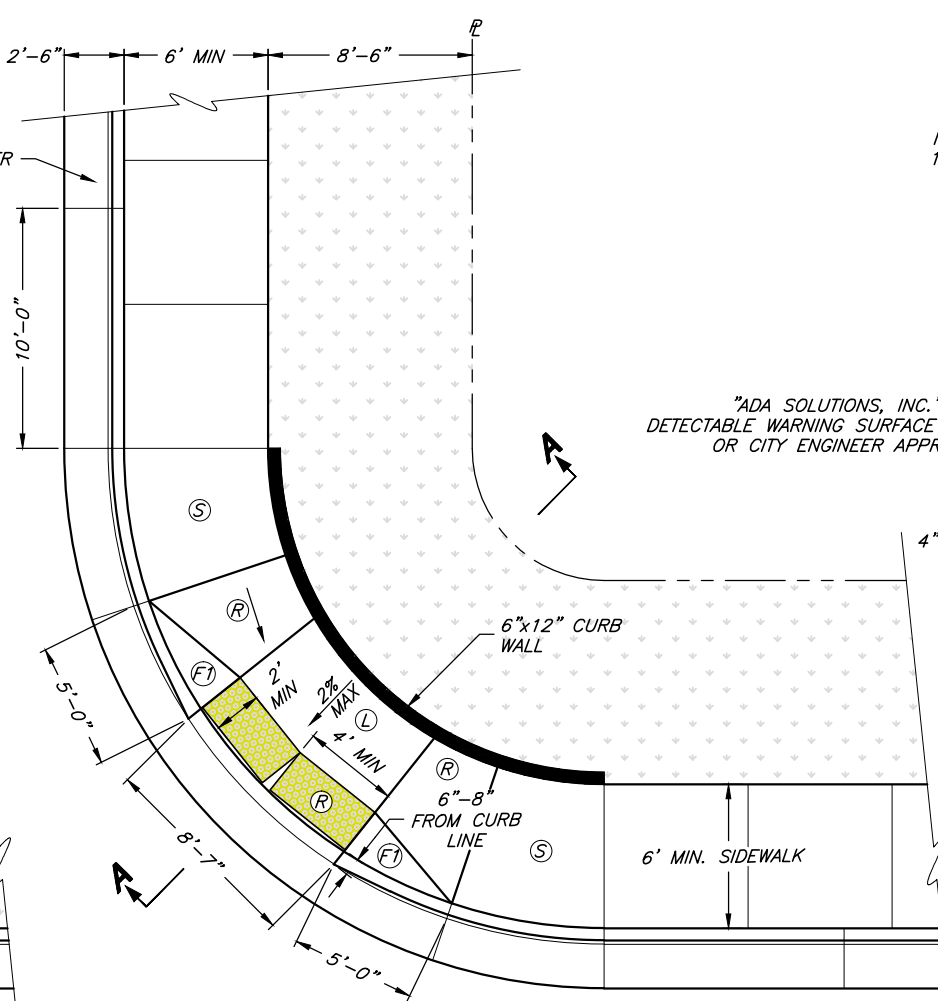 ℄
2'-6"
6' MIN
8'-6"
10'-0"
"ADA SOLUTIONS, INC."
DETECTABLE WARNING SURFACE
OR CITY ENGINEER APPR
A
4"
S
R
6"x12" CURB
WALL
F1
2'
MIN
2%
MAX
L
4' MIN
5'-0"
R
R
6"-8"
FROM CURB
LINE
F1
S
6' MIN. SIDEWALK
8'-7"
A
5'-0"